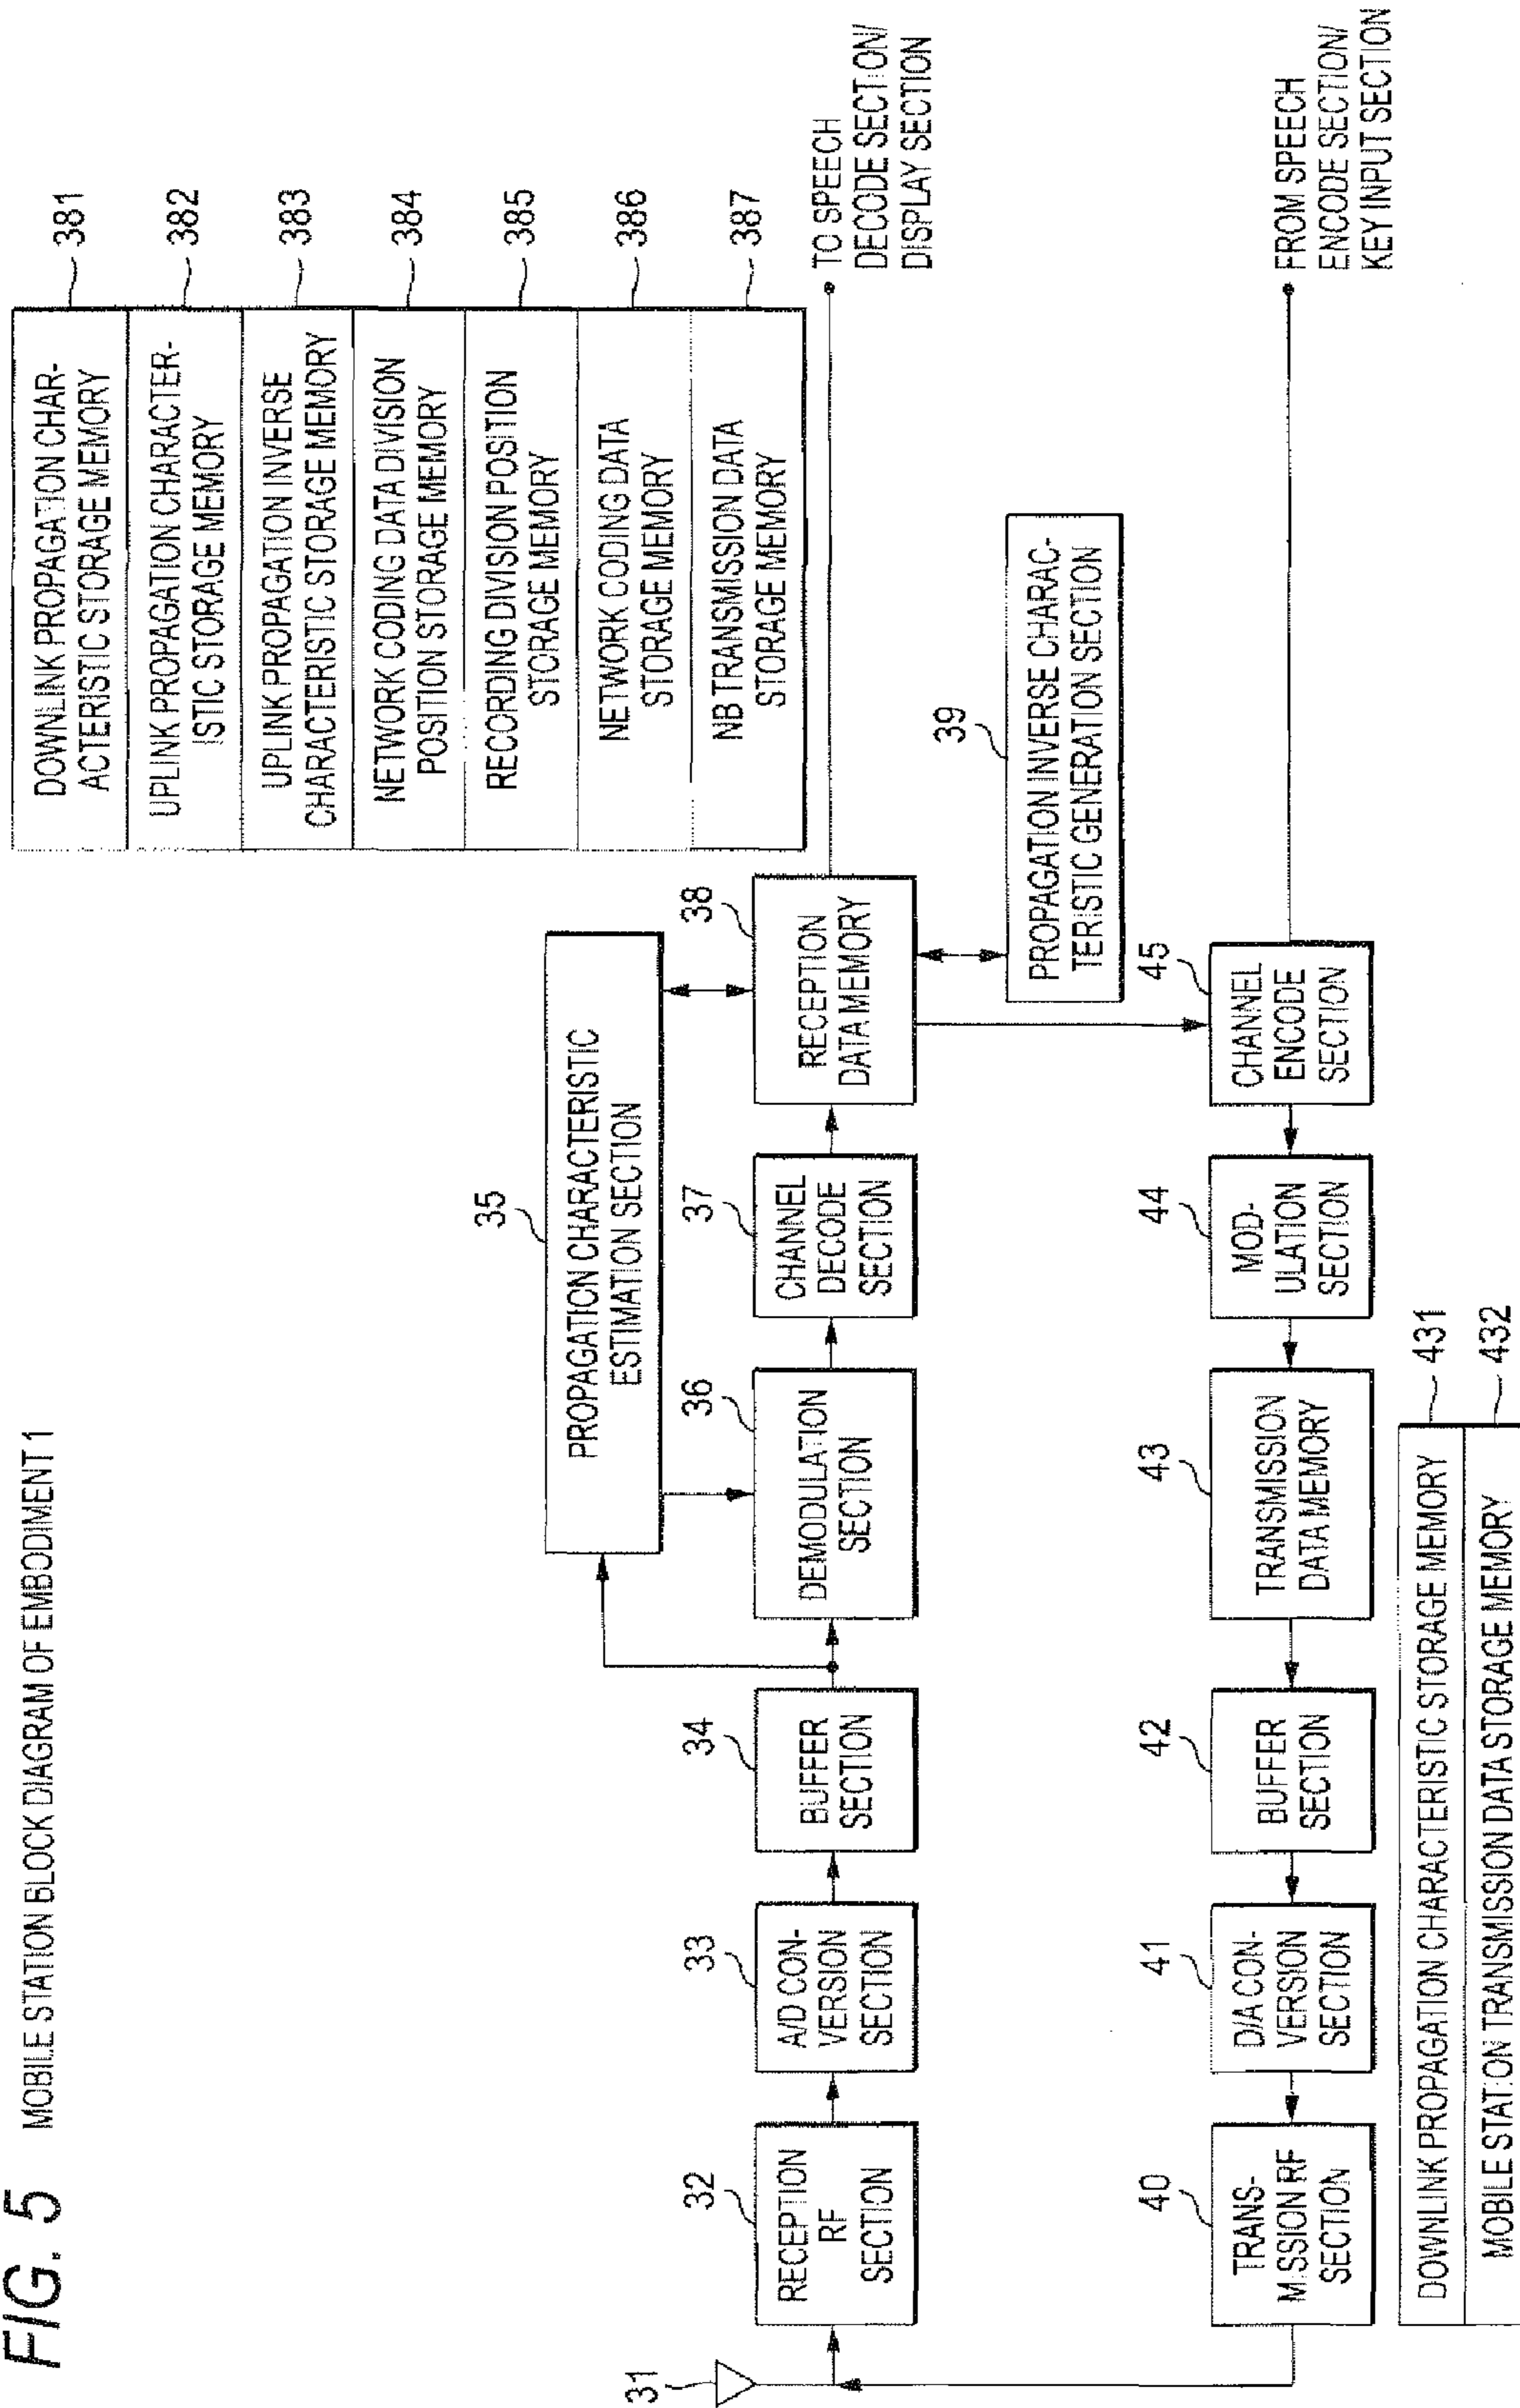 FIG. 5
MOBILE STATION BLOCK DIAGRAM OF EMBODIMENT 1
DOWNLINK PROPAGATION CHAR-
ACTERISTIC STORAGE MEMORY
381
UPLINK PROPAGATION CHARACTER-
ISTIC STORAGE MEMORY
382
UPLINK PROPAGATION INVERSE
CHARACTERISTIC STORAGE MEMORY
383
NETWORK CODING DATA DIVISION
POSITION STORAGE MEMORY
384
RECORDING DIVISION POSITION
STORAGE MEMORY
385
NETWORK CODING DATA
STORAGE MEMORY
386
NB TRANSMISSION DATA
STORAGE MEMORY
387
35
PROPAGATION CHARACTERISTIC
ESTIMATION SECTION
31
32
RECEPTION
RF
SECTION
33
A/D CON-
VERSION
SECTION
34
BUFFER
SECTION
36
DEMODULATION
SECTION
37
CHANNEL
DECODE
SECTION
38
RECEPTION
DATA MEMORY
TO SPEECH
DECODE SECTION/
DISPLAY SECTION
39
PROPAGATION INVERSE CHARAC-
TERISTIC GENERATION SECTION
40
TRANS-
MISSION RF
SECTION
41
D/A CON-
VERSION
SECTION
42
BUFFER
SECTION
43
TRANSMISSION
DATA MEMORY
44
MOD-
ULATION
SECTION
45
CHANNEL
ENCODE
SECTION
FROM SPEECH
ENCODE SECTION/
KEY INPUT SECTION
DOWNLINK PROPAGATION CHARACTERISTIC STORAGE MEMORY
431
MOBILE STATION TRANSMISSION DATA STORAGE MEMORY
432